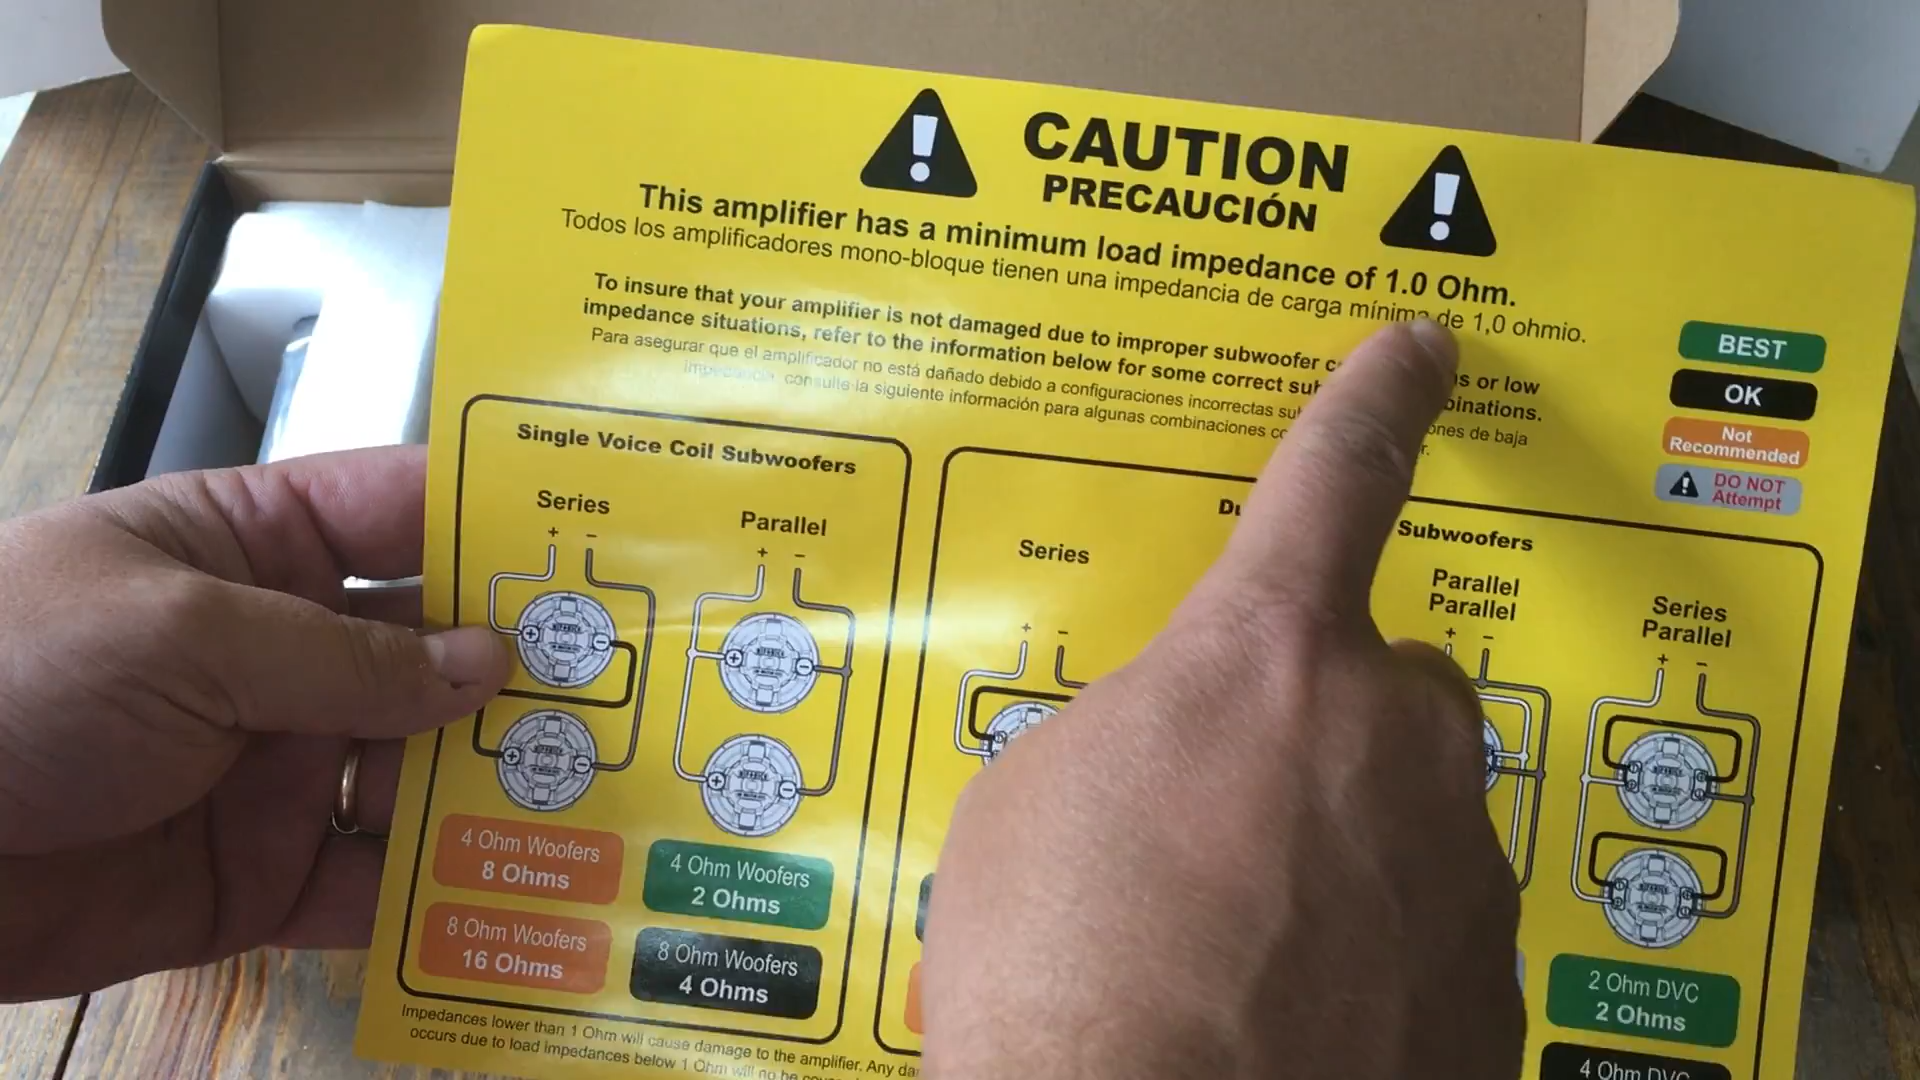 CAUTION
PRECAUCIÓN
This amplifier has a minimum load impedance of 1.0 Ohm.
Todos los amplificadores mono-bloque tienen una impedancia de carga mínima de 1,0 ohmio.
To insure that your amplifier is not damaged due to improper subwoofer
or low
impedance situations, refer to the information below for some correct
Para asegurar que el amplificador no está dañado debido a configuraciones incorrectas
de baja
impedancia, consulte la siguiente información para algunas combinaciones
BEST
OK
Not
Recommended
DO NOT
Attempt
Single Voice Coil Subwoofers
Series
+ -
Parallel
+ -
4 Ohm Woofers
8 Ohms
8 Ohm Woofers
16 Ohms
4 Ohm Woofers
2 Ohms
8 Ohm Woofers
4 Ohms
Subwoofers
Series
+ -
Parallel
Parallel
+ -
Series
Parallel
+ -
2 Ohm DVC
2 Ohms
4 Ohm DVC
Impedances lower than 1 Ohm will cause damage to the amplifier. Any
occurs due to load impedances below 1 Ohm will no be